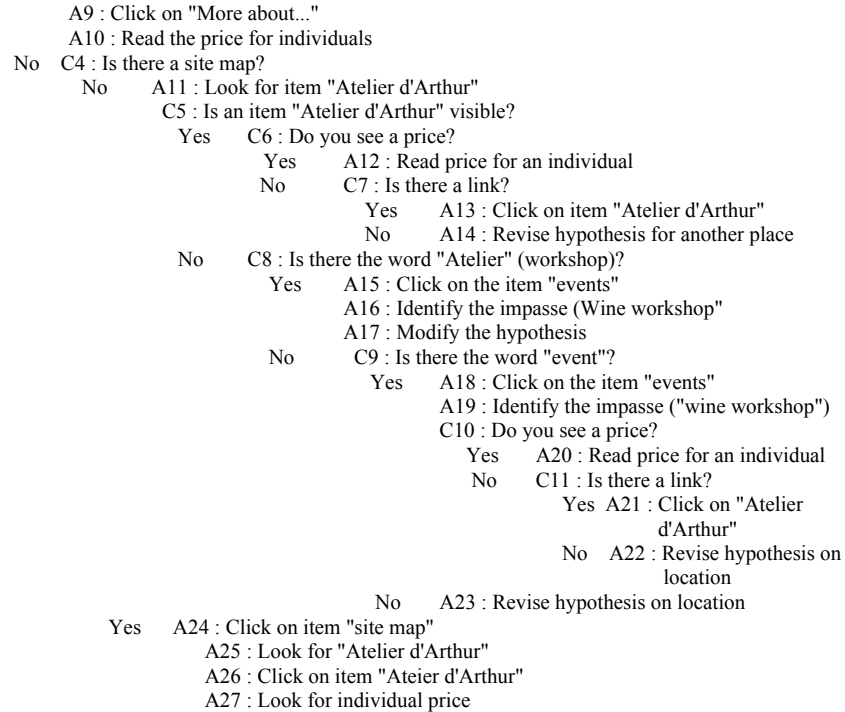 A9 : Click on "More about..."
A10 : Read the price for individuals
No C4 : Is there a site map?
No A11 : Look for item "Atelier d'Arthur"
C5 : Is an item "Atelier d'Arthur" visible?
Yes C6 : Do you see a price?
Yes A12 : Read price for an individual
No C7 : Is there a link?
Yes A13 : Click on item "Atelier d'Arthur"
No A14 : Revise hypothesis for another place
No C8 : Is there the word "Atelier" (workshop)?
Yes A15 : Click on the item "events"
A16 : Identify the impasse (Wine workshop"
A17 : Modify the hypothesis
No C9 : Is there the word "event"?
Yes A18 : Click on the item "events"
A19 : Identify the impasse ("wine workshop")
C10 : Do you see a price?
Yes A20 : Read price for an individual
No C11 : Is there a link?
Yes A21 : Click on "Atelier
d'Arthur"
No A22 : Revise hypothesis on
location
No A23 : Revise hypothesis on location
Yes A24 : Click on item "site map"
A25 : Look for "Atelier d'Arthur"
A26 : Click on item "Ateier d'Arthur"
A27 : Look for individual price